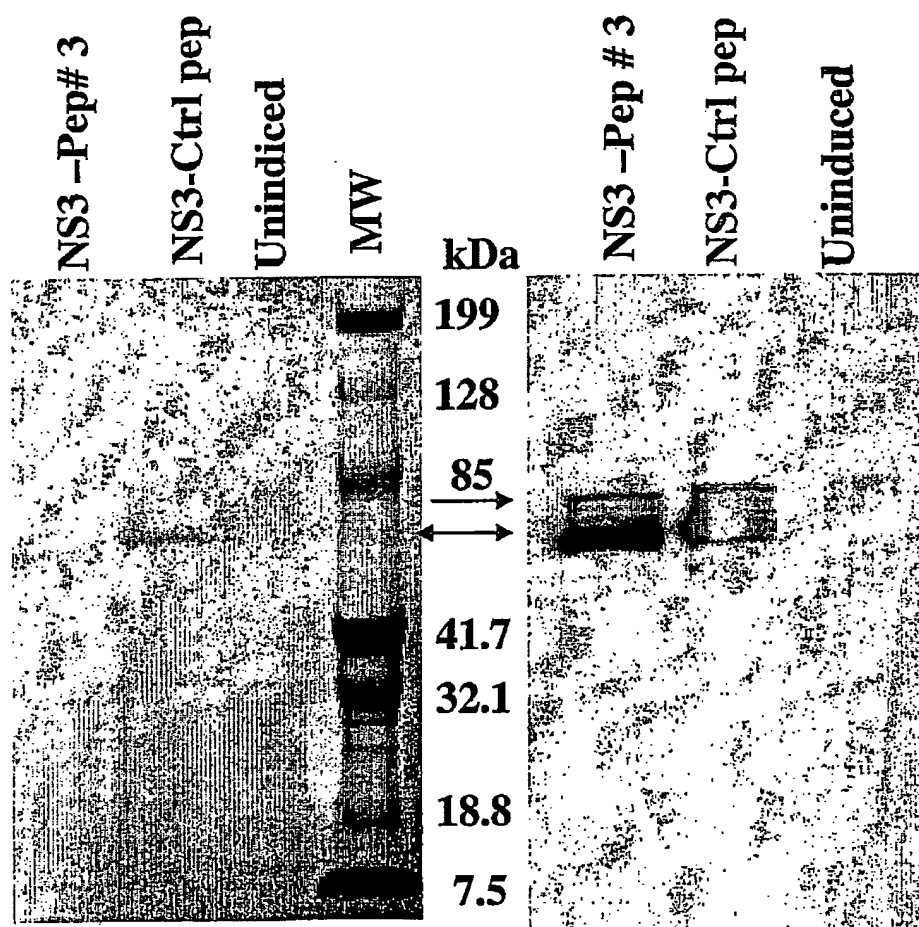 NS3 –Pep# 3
NS3-Ctrl pep
Unindiced
MW
kDa
199
128
85
41.7
32.1
18.8
7.5
NS3 –Pep # 3
NS3-Ctrl pep
Uninduced